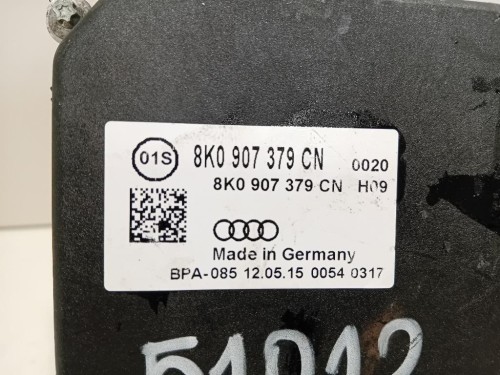 01S 8K0 907 379 CN 0020
8K0 907 379 CN H09
Made in Germany
BPA-085 12.05.15 0054 0317
51012